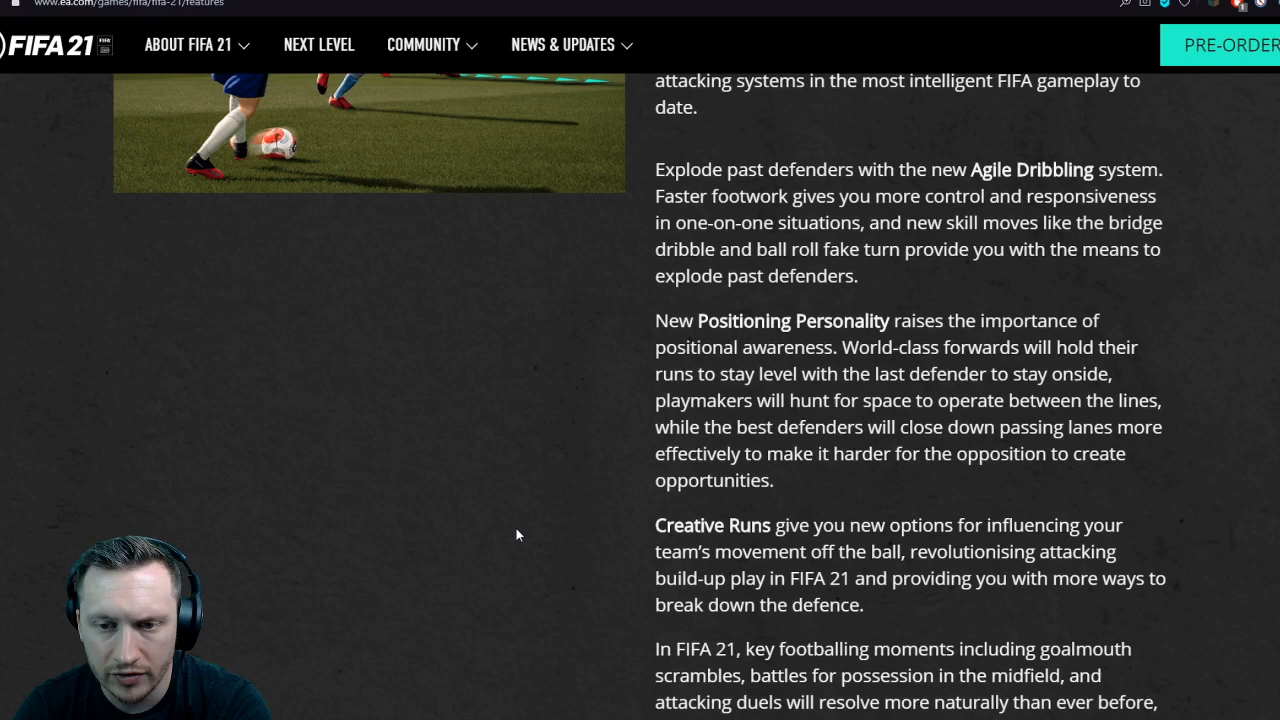 www.ea.com/games/fifa/fifa-21/features
FIFA 21
ABOUT FIFA 21
NEXT LEVEL
COMMUNITY
NEWS & UPDATES
PRE-ORDER
attacking systems in the most intelligent FIFA gameplay to
date.
Explode past defenders with the new Agile Dribbling system.
Faster footwork gives you more control and responsiveness
in one-on-one situations, and new skill moves like the bridge
dribble and ball roll fake turn provide you with the means to
explode past defenders.
New Positioning Personality raises the importance of
positional awareness. World-class forwards will hold their
runs to stay level with the last defender to stay onside,
playmakers will hunt for space to operate between the lines,
while the best defenders will close down passing lanes more
effectively to make it harder for the opposition to create
opportunities.
Creative Runs give you new options for influencing your
team's movement off the ball, revolutionising attacking
build-up play in FIFA 21 and providing you with more ways to
break down the defence.
In FIFA 21, key footballing moments including goalmouth
scrambles, battles for possession in the midfield, and
attacking duels will resolve more naturally than ever before,